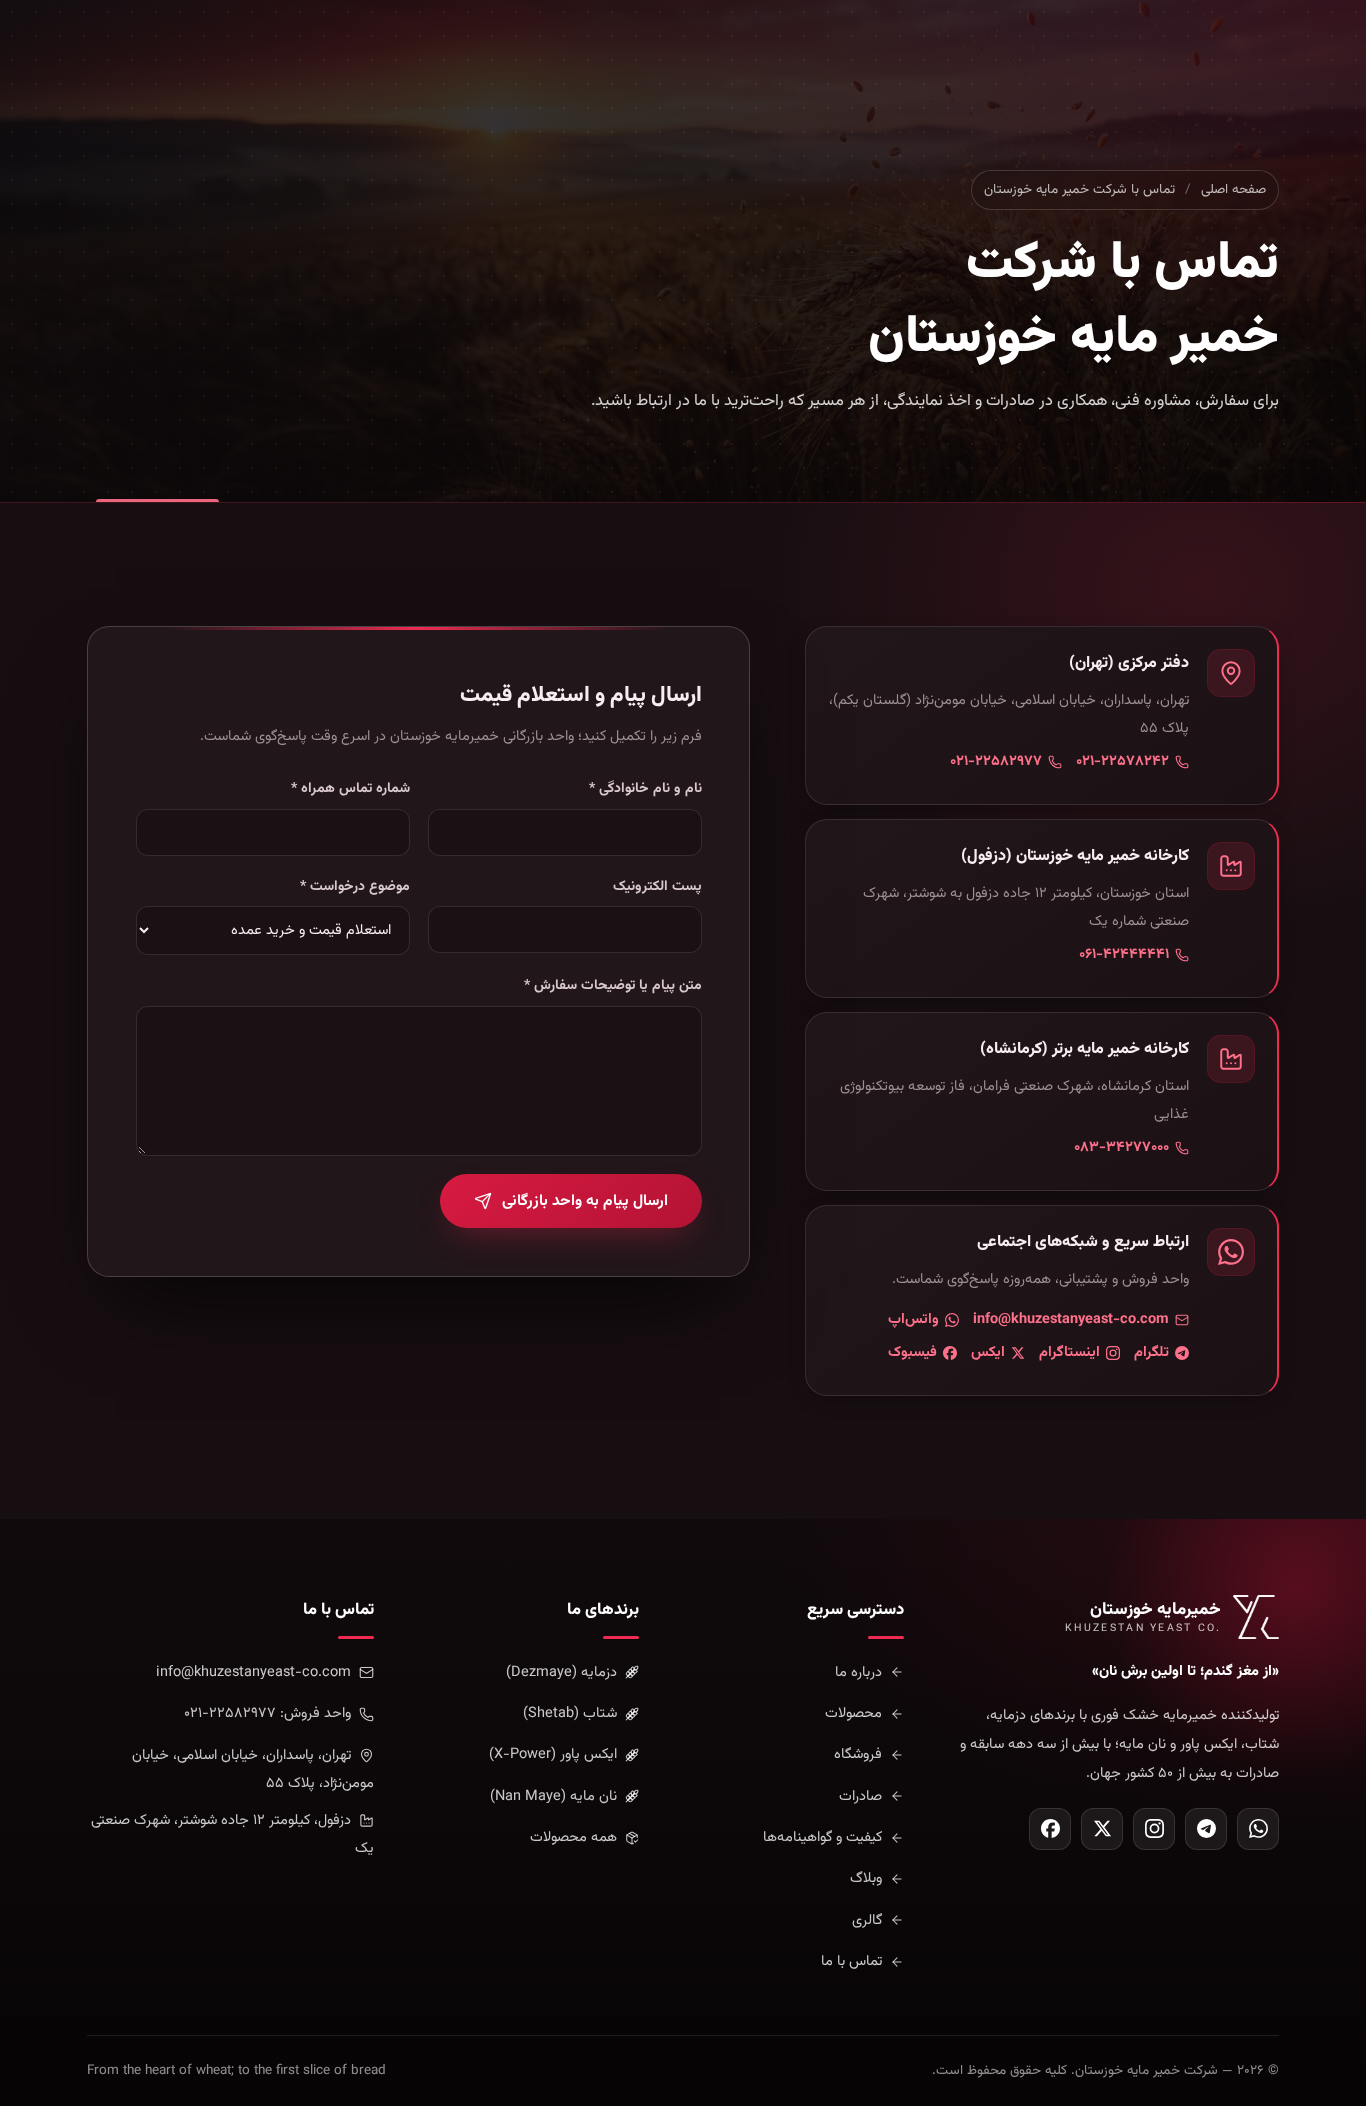 صفحه اصلی / تماس با شرکت خمیر مایه خوزستان
تماس با شرکت
خمیر مایه خوزستان
برای سفارش، مشاوره فنی، همکاری در صادرات و اخذ نمایندگی، از هر مسیر که راحت‌ترید با ما در ارتباط باشید.
دفتر مرکزی (تهران)
تهران، پاسداران، خیابان اسلامی، خیابان مومن‌نژاد (گلستان یکم)،
پلاک ۵۵
۰۲۱-۲۲۵۷۸۲۴۲ ۰۲۱-۲۲۵۸۲۹۷۷
کارخانه خمیر مایه خوزستان (دزفول)
استان خوزستان، کیلومتر ۱۲ جاده دزفول به شوشتر، شهرک
صنعتی شماره یک
۰۶۱-۴۲۴۴۴۴۴۱
کارخانه خمیر مایه برتر (کرمانشاه)
استان کرمانشاه، شهرک صنعتی فرامان، فاز توسعه بیوتکنولوژی
غذایی
۰۸۳-۳۴۲۷۷۰۰۰
ارتباط سریع و شبکه‌های اجتماعی
واحد فروش و پشتیبانی، همه‌روزه پاسخ‌گوی شماست.
info@khuzestanyeast-co.com واتس‌اپ
تلگرام اینستاگرام ایکس فیسبوک
ارسال پیام و استعلام قیمت
فرم زیر را تکمیل کنید؛ واحد بازرگانی خمیرمایه خوزستان در اسرع وقت پاسخ‌گوی شماست.
نام و نام خانوادگی * شماره تماس همراه *
پست الکترونیک موضوع درخواست *
استعلام قیمت و خرید عمده
متن پیام یا توضیحات سفارش *
ارسال پیام به واحد بازرگانی
خمیرمایه خوزستان
KHUZESTAN YEAST CO.
«از مغز گندم؛ تا اولین برش نان»
تولیدکننده خمیرمایه خشک فوری با برندهای دزمایه،
شتاب، ایکس پاور و نان مایه؛ با بیش از سه دهه سابقه و
صادرات به بیش از ۵۰ کشور جهان.
دسترسی سریع
درباره ما
محصولات
فروشگاه
صادرات
کیفیت و گواهینامه‌ها
وبلاگ
گالری
تماس با ما
برندهای ما
دزمایه (Dezmaye)
شتاب (Shetab)
ایکس پاور (X-Power)
نان مایه (Nan Maye)
همه محصولات
تماس با ما
info@khuzestanyeast-co.com
واحد فروش: ۰۲۱-۲۲۵۸۲۹۷۷
تهران، پاسداران، خیابان اسلامی، خیابان
مومن‌نژاد، پلاک ۵۵
دزفول، کیلومتر ۱۲ جاده شوشتر، شهرک صنعتی
یک
© ۲۰۲۶ — شرکت خمیر مایه خوزستان. کلیه حقوق محفوظ است.
From the heart of wheat; to the first slice of bread